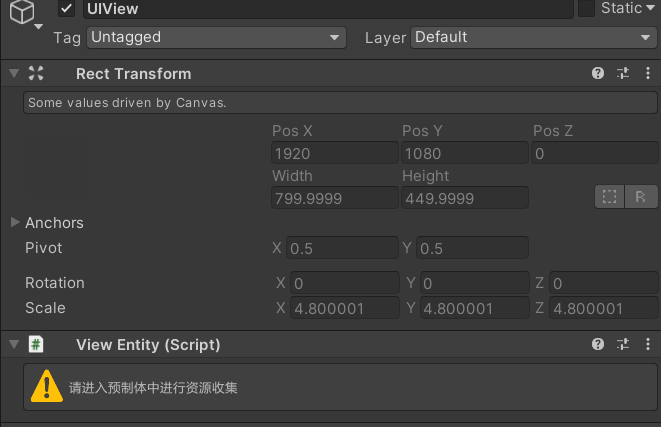 UIView
Static
Tag Untagged Layer Default
Rect Transform
Some values driven by Canvas.
Pos X Pos Y Pos Z
1920 1080 0
Width Height
799.9999 449.9999 R
Anchors
Pivot X 0.5 Y 0.5
Rotation X 0 Y 0 Z 0
Scale X 4.800001 Y 4.800001 Z 4.800001
# View Entity (Script)
请进入预制体中进行资源收集